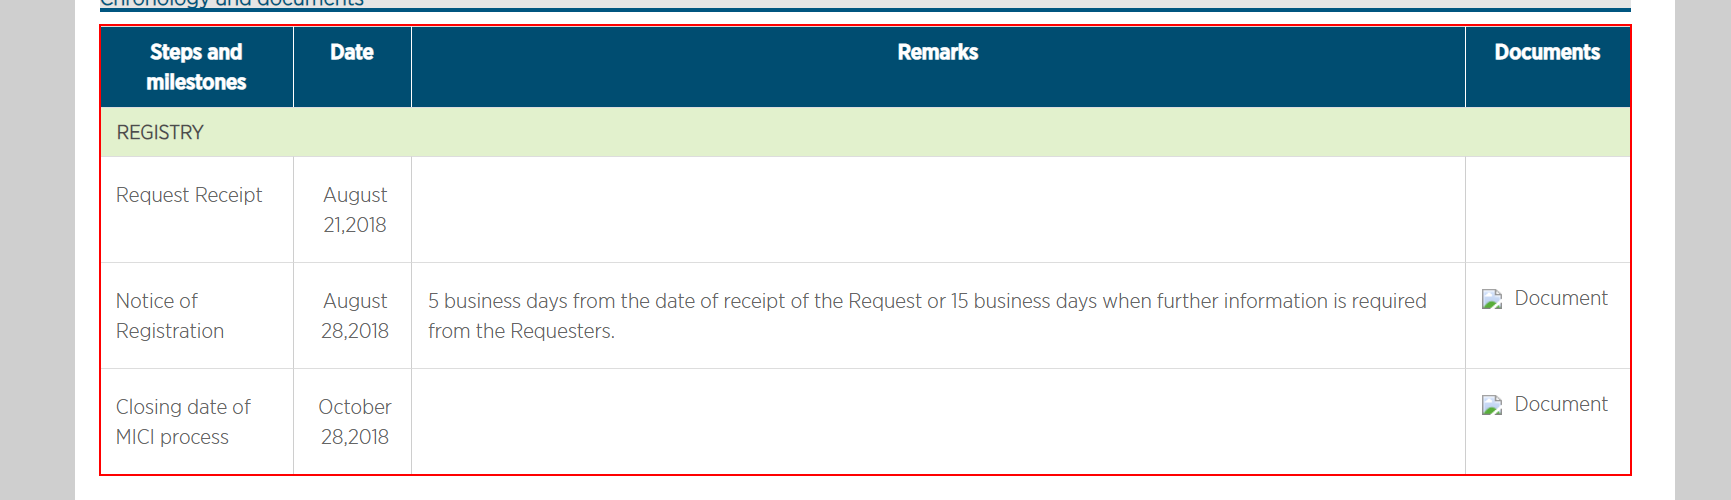 Chronology and documents
Steps and
milestones
Date
Remarks
Documents
REGISTRY
Request Receipt
August
21,2018
Notice of
Registration
August
28,2018
5 business days from the date of receipt of the Request or 15 business days when further information is required
from the Requesters.
Document
Closing date of
MICI process
October
28,2018
Document